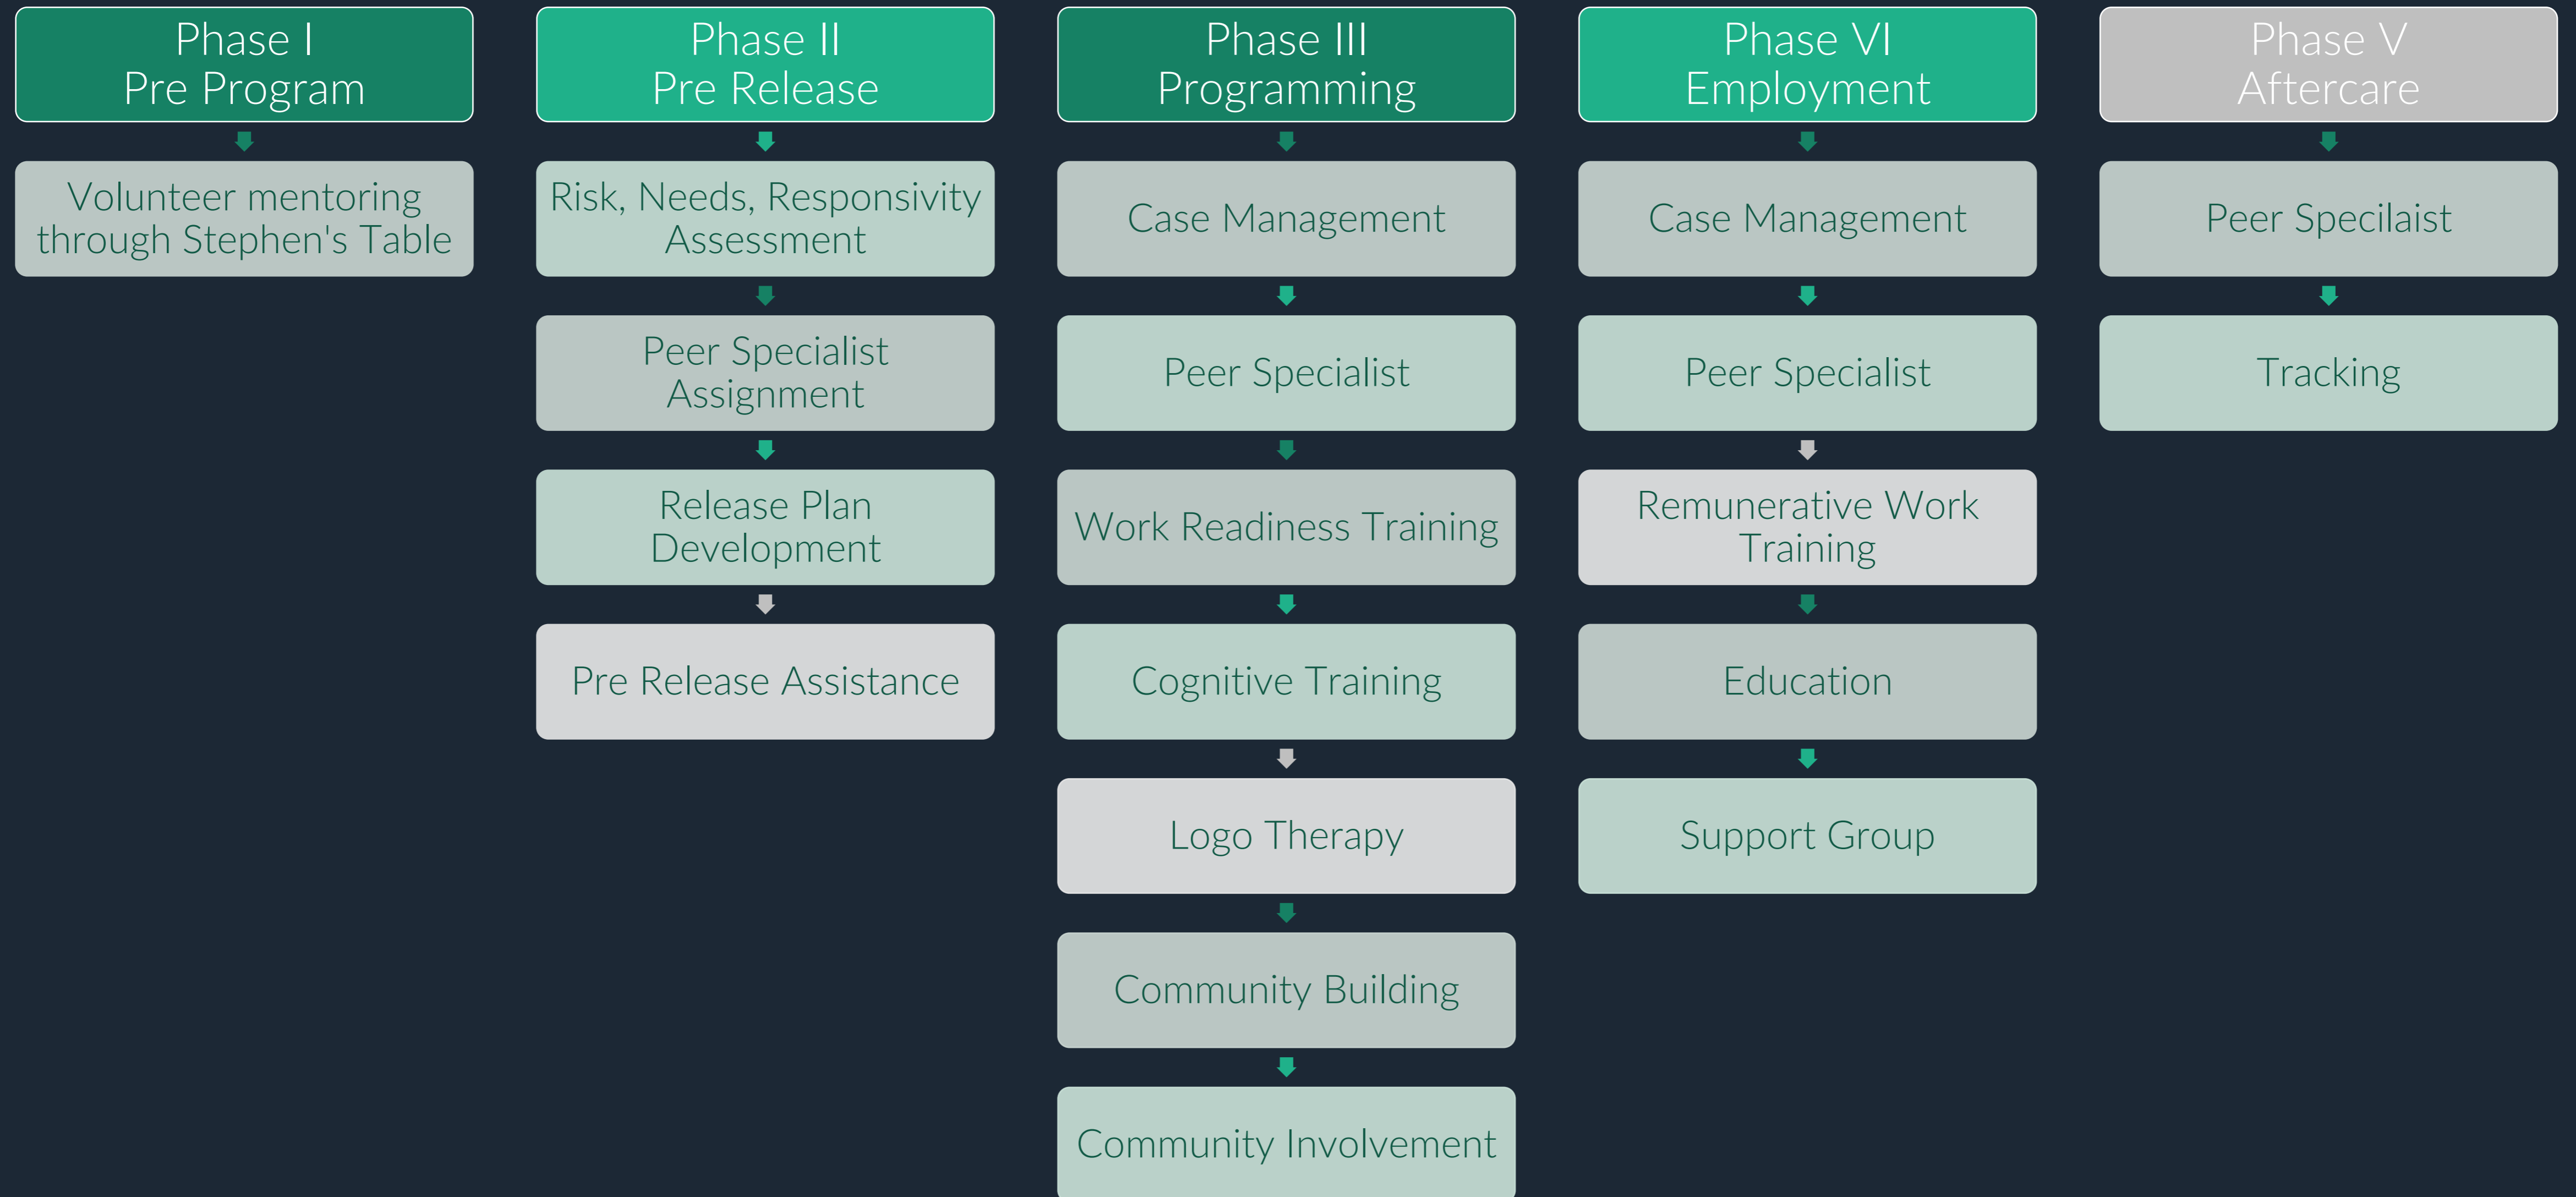 Phase I
Pre Program
Volunteer mentoring
through Stephen's Table
Phase II
Pre Release
Risk, Needs, Responsivity
Assessment
Peer Specialist
Assignment
Release Plan
Development
Pre Release Assistance
Phase III
Programming
Case Management
Peer Specialist
Work Readiness Training
Cognitive Training
Logo Therapy
Community Building
Community Involvement
Phase VI
Employment
Case Management
Peer Specialist
Remunerative Work
Training
Education
Support Group
Phase V
Aftercare
Peer Specilaist
Tracking